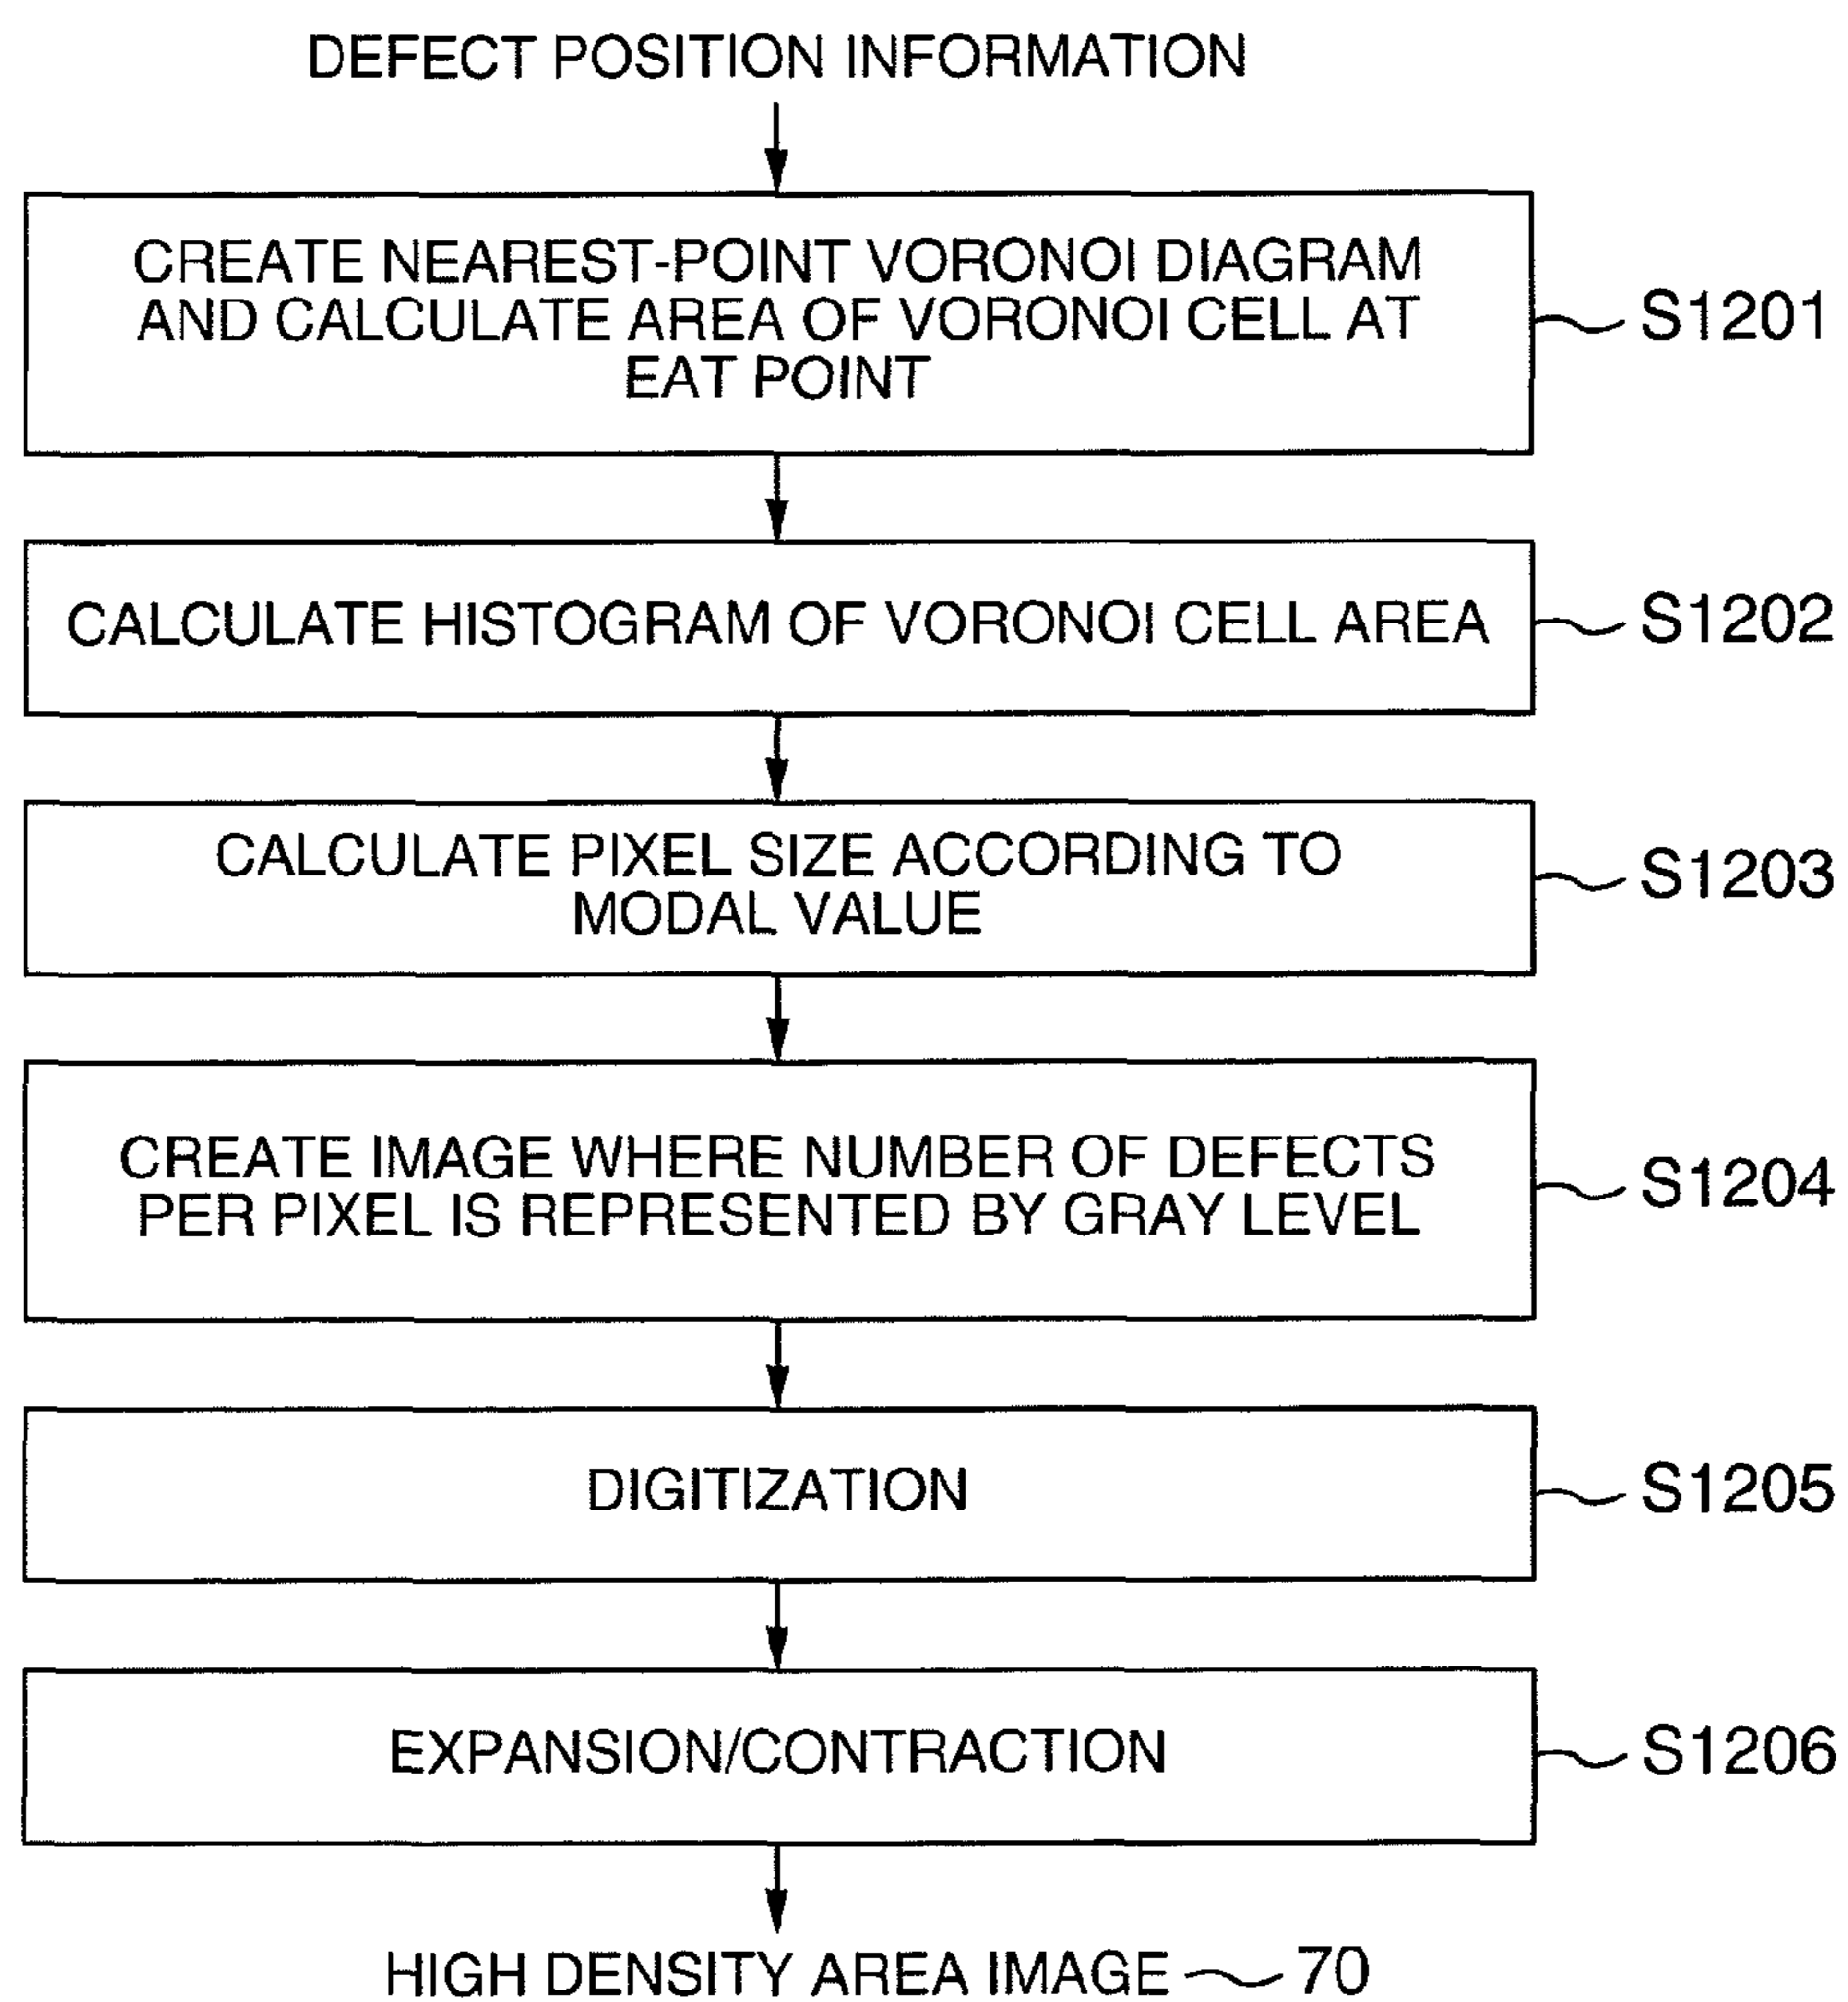 DEFECT POSITION INFORMATION
CREATE NEAREST-POINT VORONOI DIAGRAM
AND CALCULATE AREA OF VORONOI CELL AT
EAT POINT
S1201
CALCULATE HISTOGRAM OF VORONOI CELL AREA
S1202
CALCULATE PIXEL SIZE ACCORDING TO
MODAL VALUE
S1203
CREATE IMAGE WHERE NUMBER OF DEFECTS
PER PIXEL IS REPRESENTED BY GRAY LEVEL
S1204
DIGITIZATION
S1205
EXPANSION/CONTRACTION
S1206
HIGH DENSITY AREA IMAGE 70